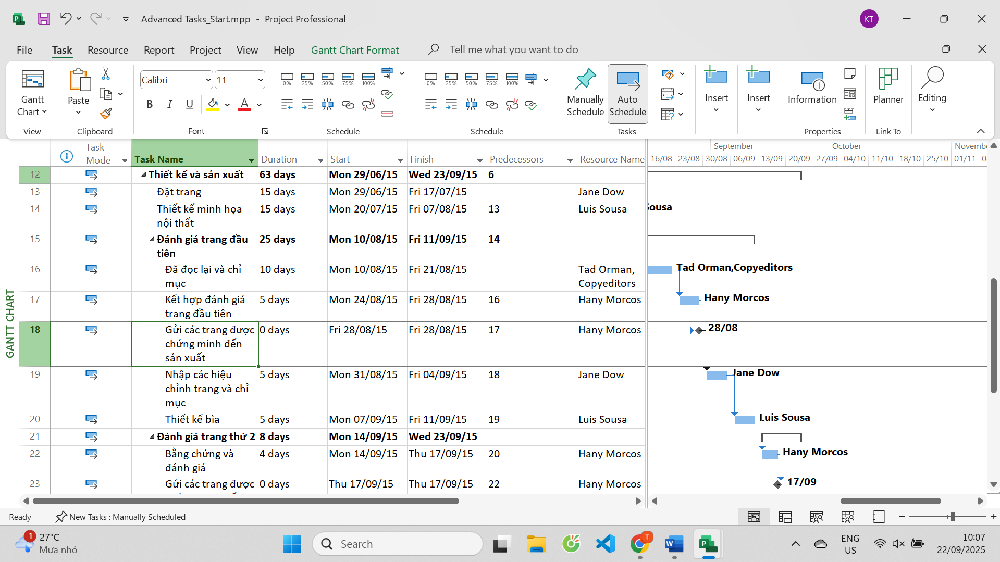 Advanced Tasks_Start.mpp - Project Professional
KT
File Task Resource Report Project View Help Gantt Chart Format Tell me what you want to do
Gantt
Chart
View
Paste
Clipboard
Calibri 11
B I U A
Font
0% 25% 50% 75% 100%
Schedule
0% 25% 50% 75% 100%
Schedule
Manually
Schedule
Auto
Schedule
Tasks
Insert
Insert
Information
Properties
Planner
Link To
Editing
GANTT CHART
Task
Mode
Task Name Duration Start Finish Predecessors Resource Name
September October Novembe
16/08 23/08 30/08 06/09 13/09 20/09 27/09 04/10 11/10 18/10 25/10 01/11
12 Thiết kế và sản xuất 63 days Mon 29/06/15 Wed 23/09/15 6
13 Đặt trang 15 days Mon 29/06/15 Fri 17/07/15 Jane Dow
14 Thiết kế minh họa 15 days Mon 20/07/15 Fri 07/08/15 13 Luis Sousa
nội thất
Sousa
15 Đánh giá trang đầu 25 days Mon 10/08/15 Fri 11/09/15 14
tiên
16 Đã đọc lại và chỉ 10 days Mon 10/08/15 Fri 21/08/15 Tad Orman, Tad Orman,Copyeditors
mục Copyeditors
17 Kết hợp đánh giá 5 days Mon 24/08/15 Fri 28/08/15 16 Hany Morcos Hany Morcos
trang đầu tiên
18 Gửi các trang được 0 days Fri 28/08/15 Fri 28/08/15 17 Hany Morcos 28/08
chứng minh đến
sản xuất
19 Nhập các hiệu 5 days Mon 31/08/15 Fri 04/09/15 18 Jane Dow Jane Dow
chỉnh trang và chỉ
mục
20 Thiết kế bìa 5 days Mon 07/09/15 Fri 11/09/15 19 Luis Sousa Luis Sousa
21 Đánh giá trang thứ 2 8 days Mon 14/09/15 Wed 23/09/15
22 Bằng chứng và 4 days Mon 14/09/15 Thu 17/09/15 20 Hany Morcos Hany Morcos
đánh giá
23 Gửi các trang được 0 days Thu 17/09/15 Thu 17/09/15 22 Hany Morcos 17/09
Ready New Tasks : Manually Scheduled
1
27°C
Mưa nhỏ
Search
T
ENG
US
10:07
22/09/2025